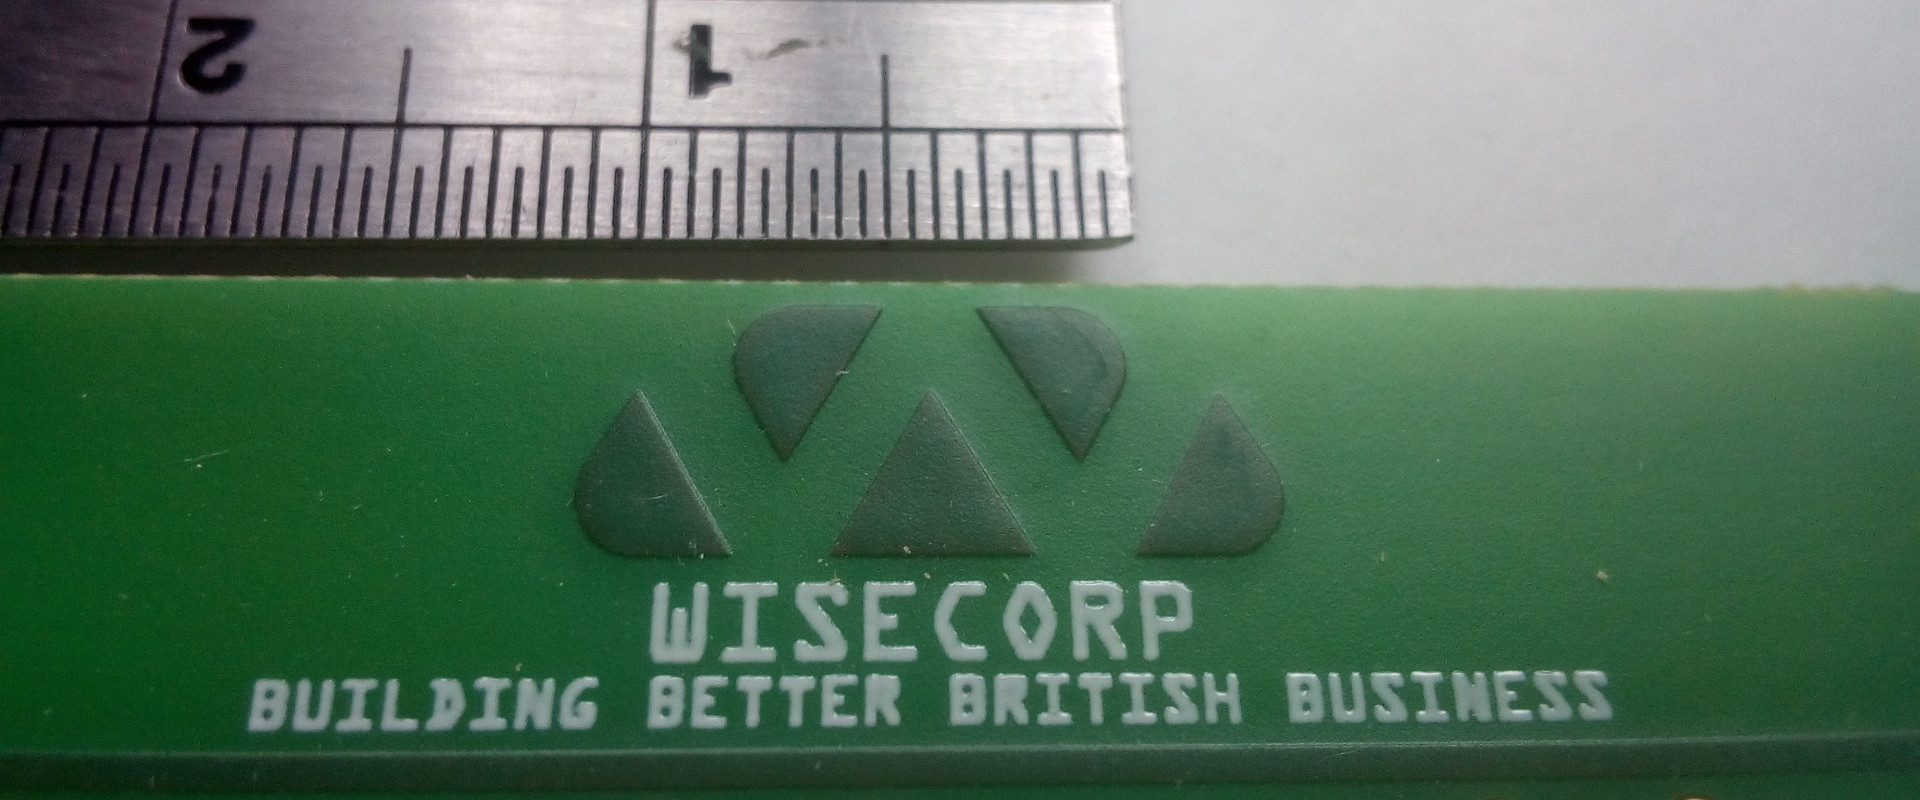 2 1
WISECORP
BUILDING BETTER BRITISH BUSINESS